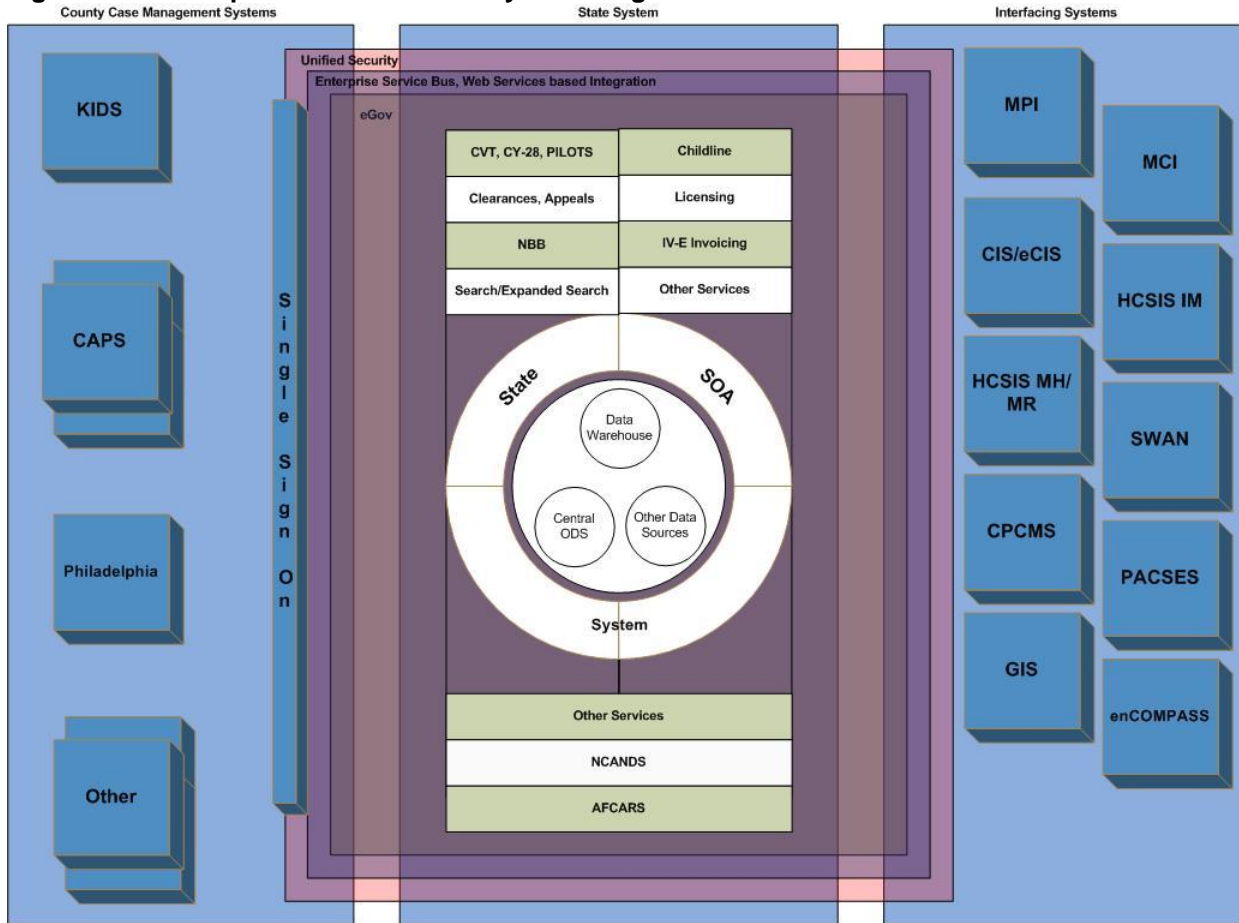 County Case Management Systems
State System
Interfacing Systems
Unified Security
Enterprise Service Bus, Web Services based Integration
eGov
KIDS
CAPS
Philadelphia
Other
Single Sign On
CVT, CY-28, PILOTS
Childline
Clearances, Appeals
Licensing
NBB
IV-E Invoicing
Search/Expanded Search
Other Services
State
SOA
System
Data
Warehouse
Central
ODS
Other Data
Sources
Other Services
NCANDS
AFCARS
MPI
MCI
CIS/eCIS
HCSIS IM
HCSIS MH/
MR
SWAN
CPCMS
PACSES
GIS
enCOMPASS